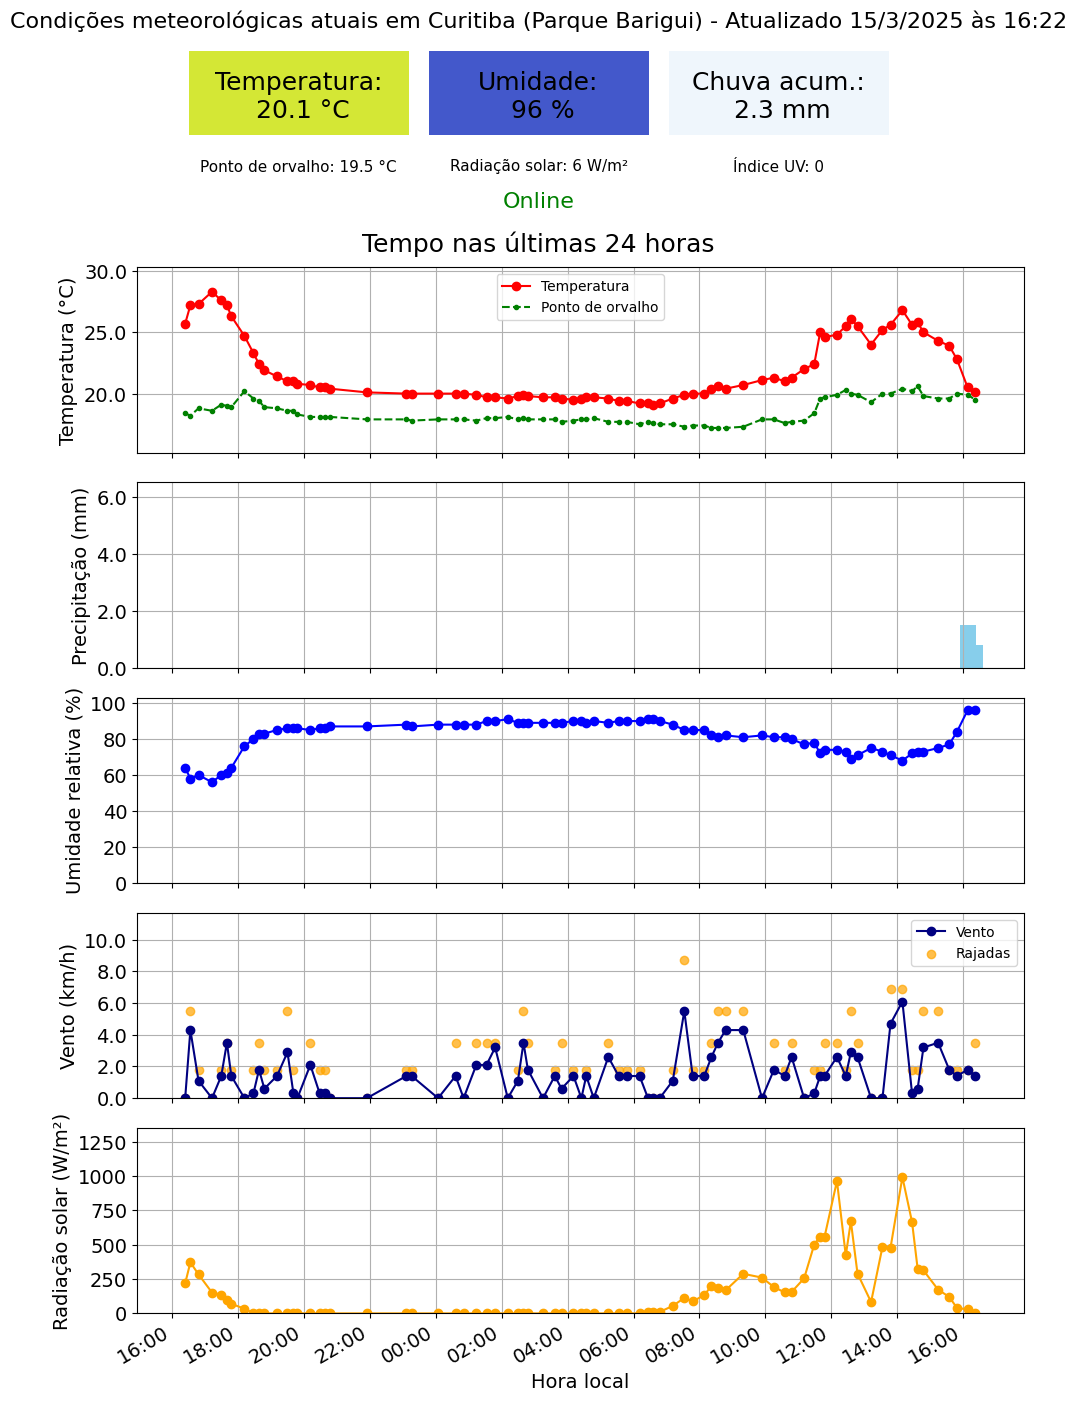 Condições meteorológicas atuais em Curitiba (Parque Barigui) - Atualizado 15/3/2025 às 16:22
Temperatura:
20.1 °C
Umidade:
96 %
Chuva acum.:
2.3 mm
Ponto de orvalho: 19.5 °C
Radiação solar: 6 W/m²
Índice UV: 0
Online
Tempo nas últimas 24 horas
Temperatura (°C)
30.0
25.0
20.0
Temperatura
Ponto de orvalho
Precipitação (mm)
6.0
4.0
2.0
0.0
Umidade relativa (%)
100
80
60
40
20
0
Vento (km/h)
10.0
8.0
6.0
4.0
2.0
0.0
Vento
Rajadas
Radiação solar (W/m²)
1250
1000
750
500
250
0
16:00
18:00
20:00
22:00
00:00
02:00
04:00
06:00
08:00
10:00
12:00
14:00
16:00
Hora local